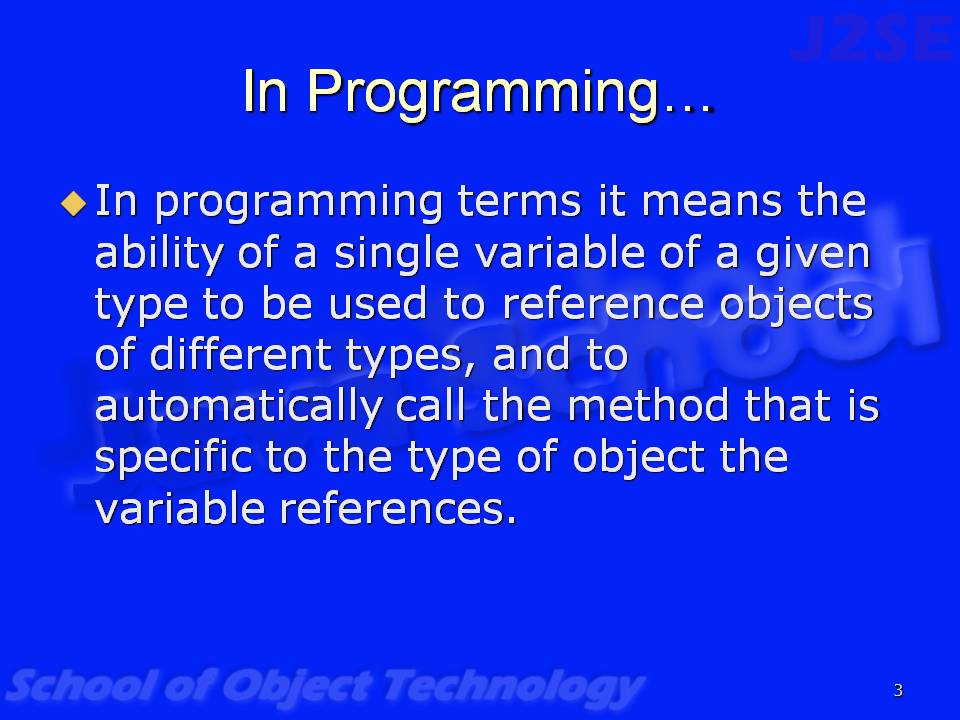 J2SE
In Programming…
In programming terms it means the
ability of a single variable of a given
type to be used to reference objects
of different types, and to
automatically call the method that is
specific to the type of object the
variable references.
School of Object Technology
3